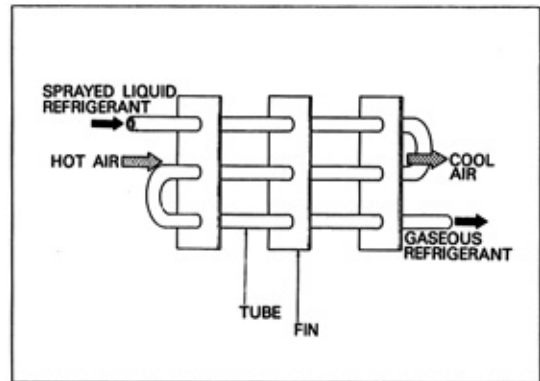 SPRAYED LIQUID
REFRIGERANT
HOT AIR
COOL
AIR
GASEOUS
REFRIGERANT
TUBE
FIN